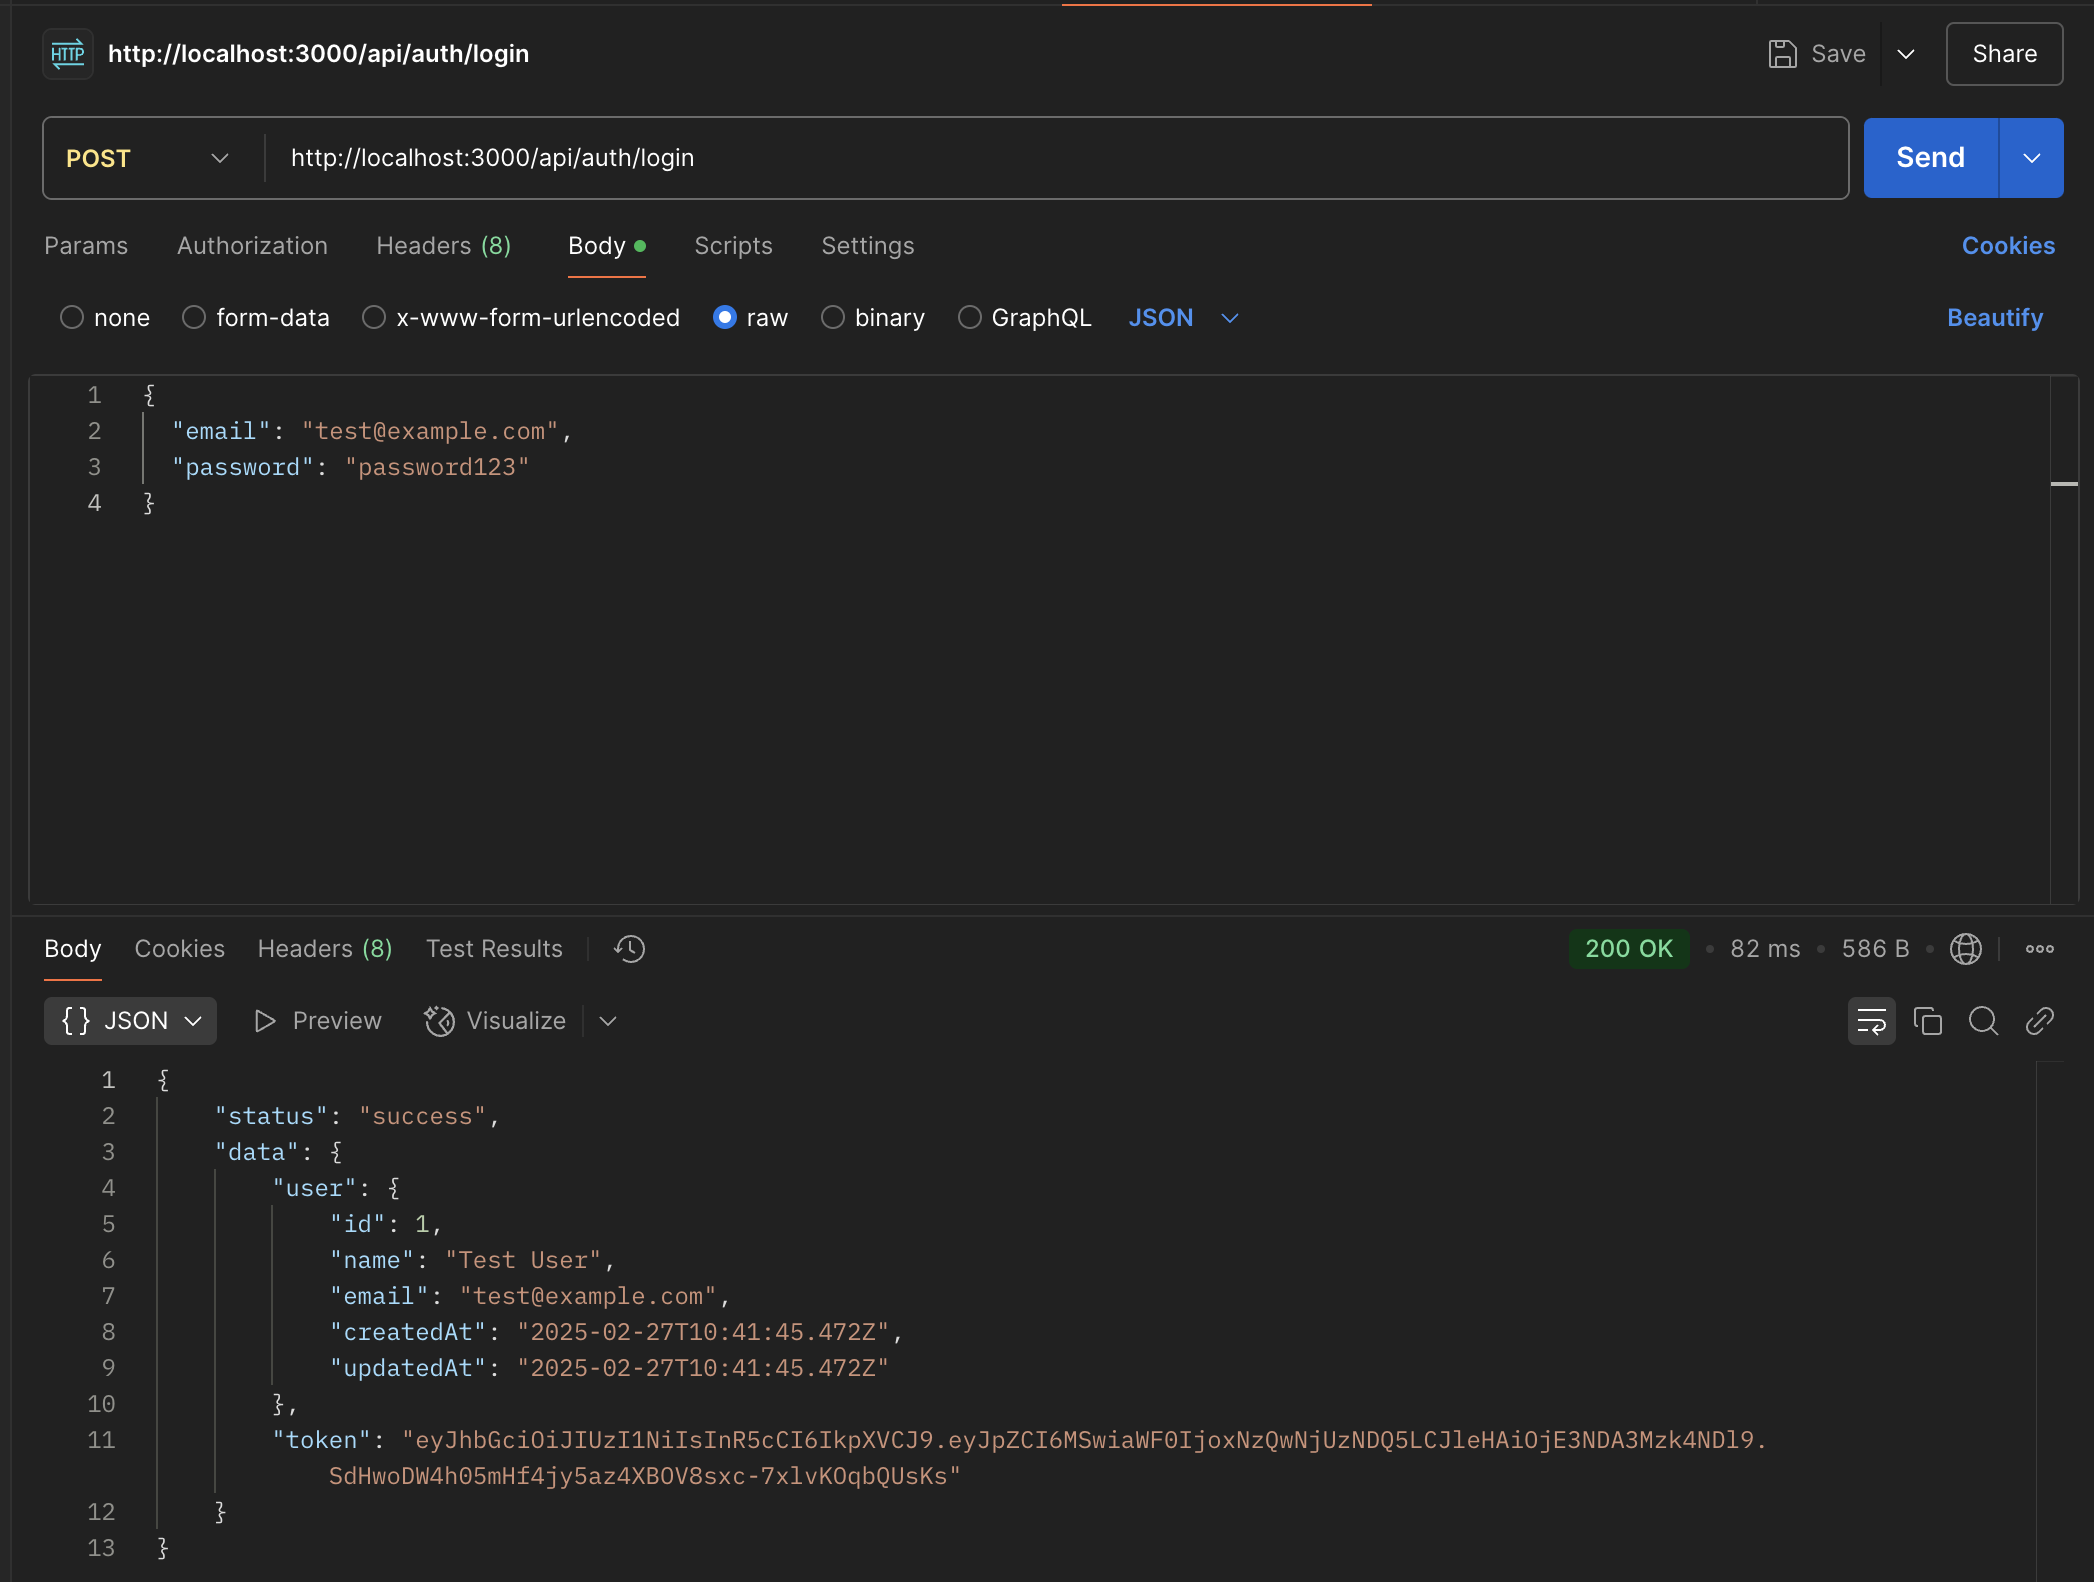 HTTP http://localhost:3000/api/auth/login Save Share
POST http://localhost:3000/api/auth/login Send
Params Authorization Headers (8) Body Scripts Settings Cookies
none form-data x-www-form-urlencoded raw binary GraphQL JSON Beautify
1 {
2 "email": "test@example.com",
3 "password": "password123"
4 }
Body Cookies Headers (8) Test Results 200 OK • 82 ms • 586 B •
{} JSON Preview Visualize
1 {
2 "status": "success",
3 "data": {
4 "user": {
5 "id": 1,
6 "name": "Test User",
7 "email": "test@example.com",
8 "createdAt": "2025-02-27T10:41:45.472Z",
9 "updatedAt": "2025-02-27T10:41:45.472Z"
10 },
11 "token": "eyJhbGciOiJIUzI1NiIsInR5cCI6IkpXVCJ9.eyJpZCI6MSwiaWF0IjoxNzQwNjUzNDQ5LCJleHAiOjE3NDA3Mzk4NDl9.
SdHwoDW4h05mHf4jy5az4XBOV8sxc-7xlvKOqbQUsKs"
12 }
13 }